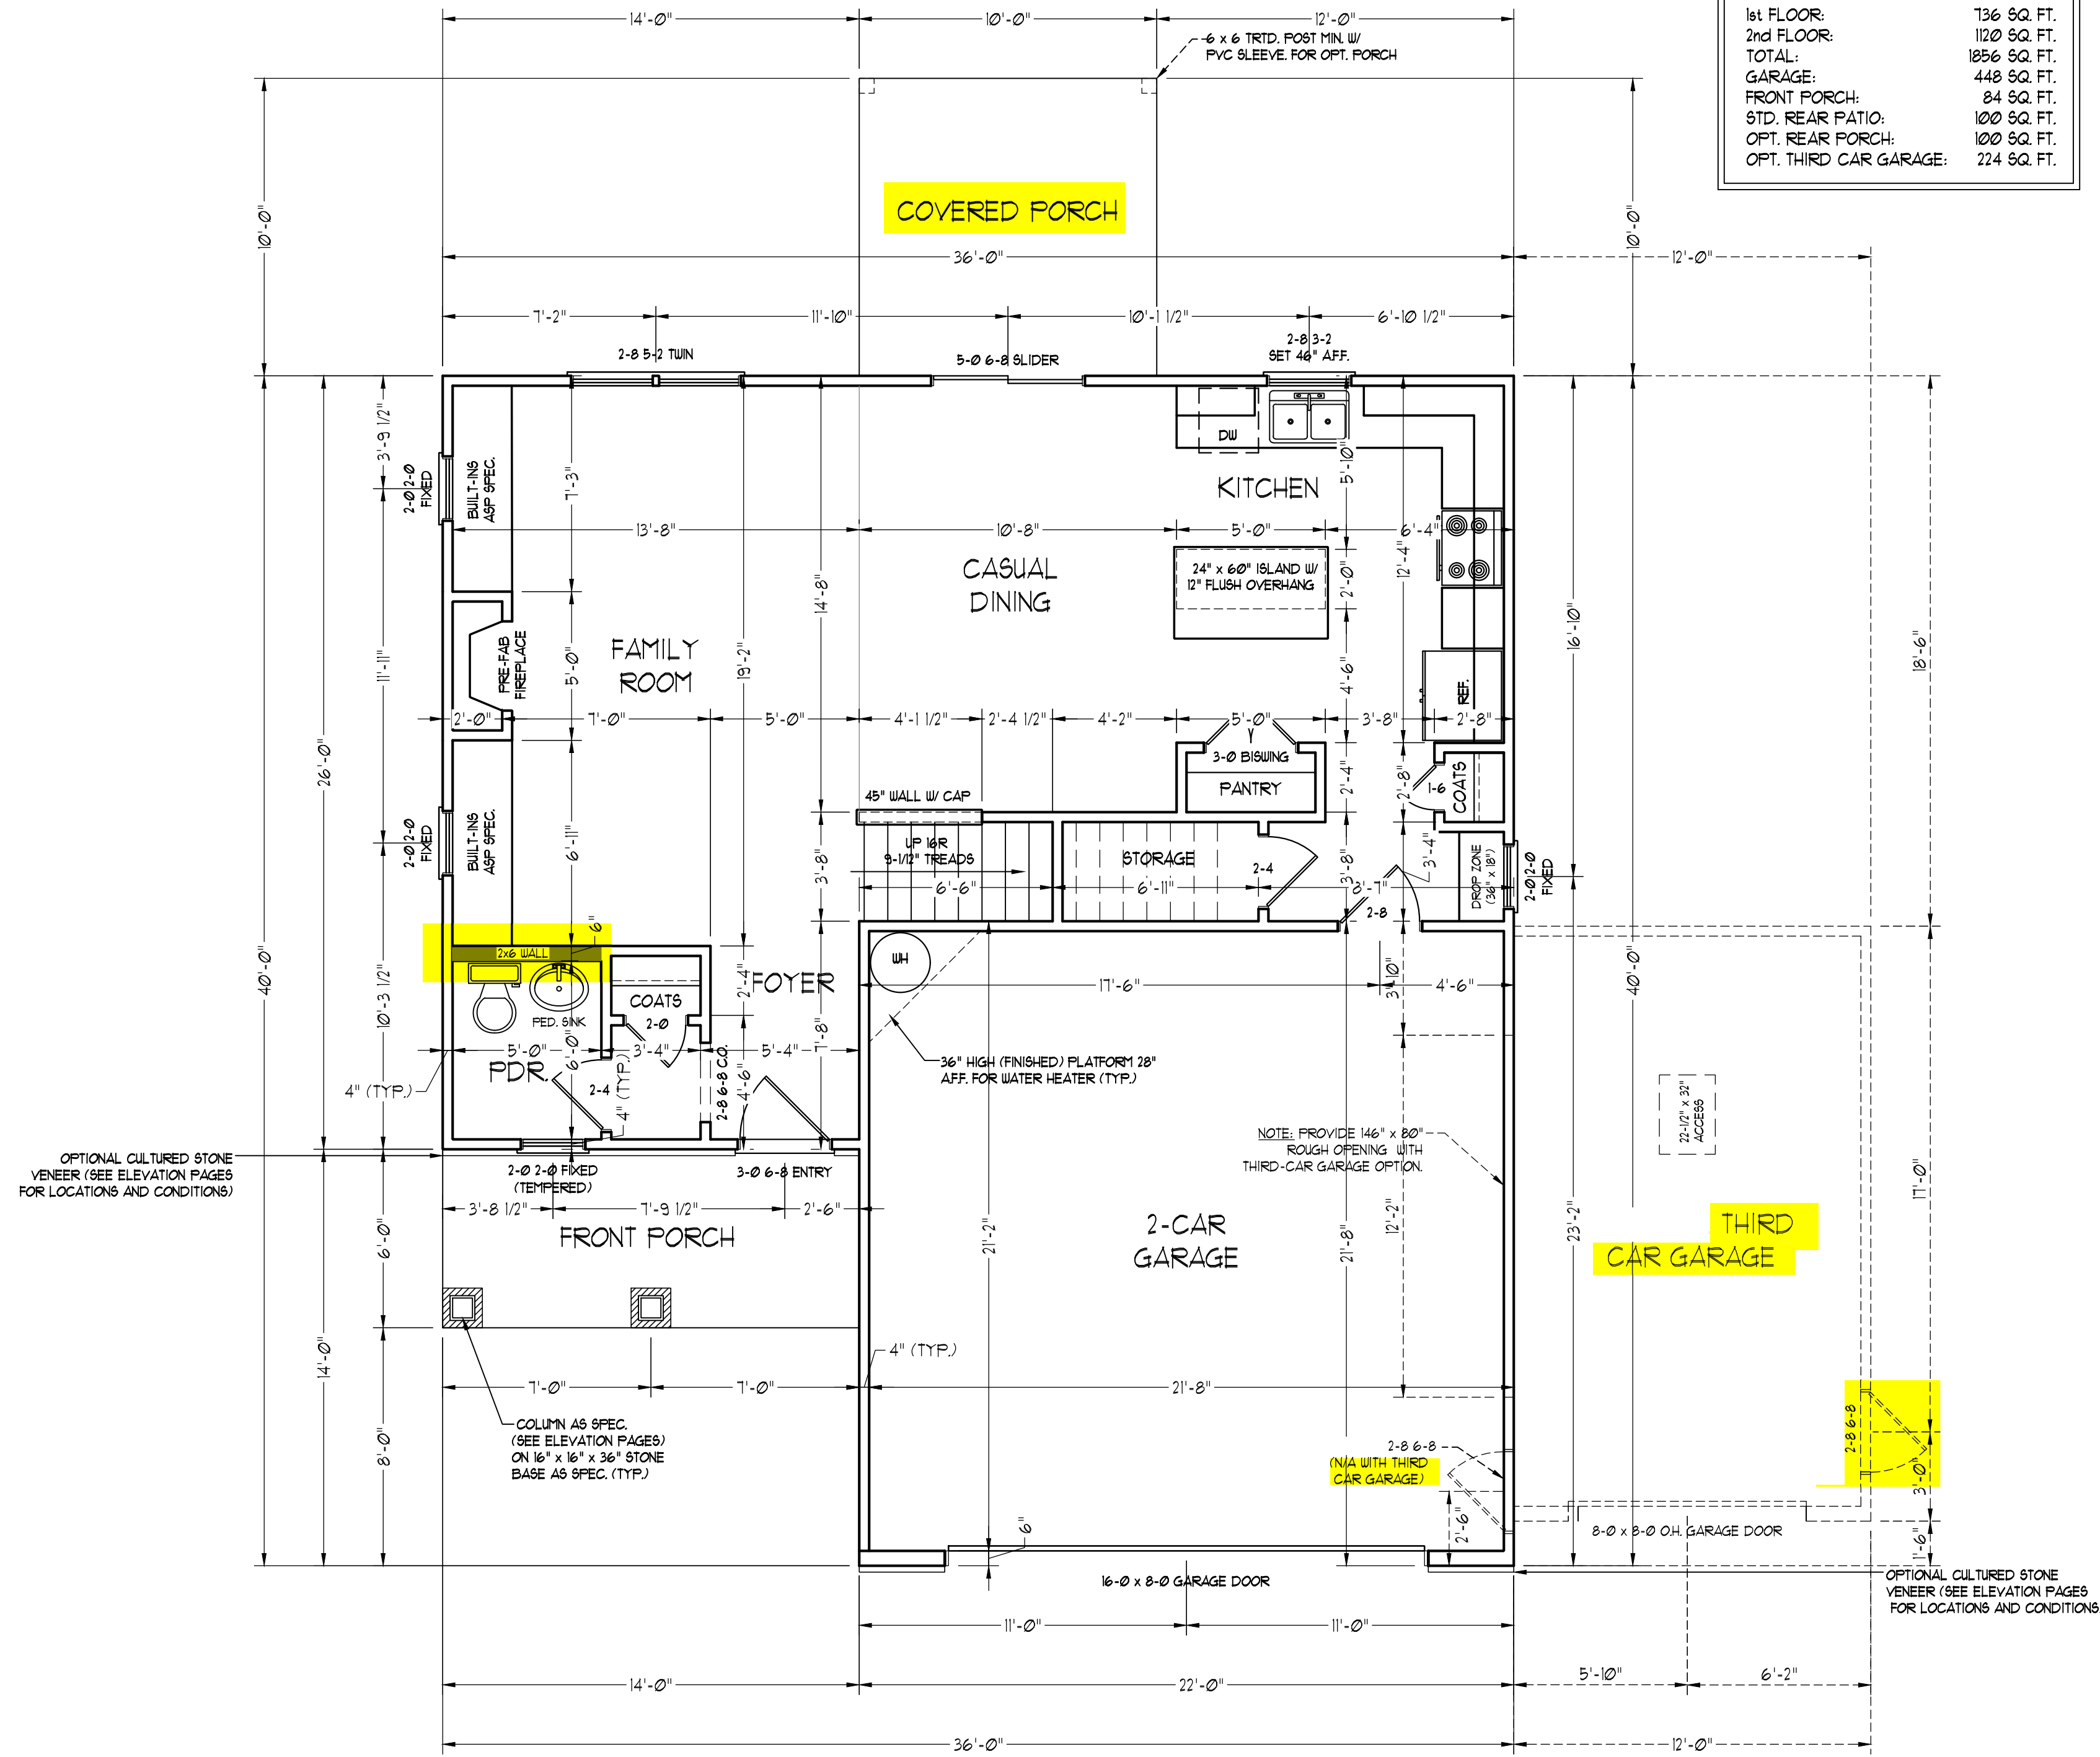 14'-0"
10'-0"
12'-0"
1st FLOOR: 736 SQ. FT.
2nd FLOOR: 1120 SQ. FT.
TOTAL: 1856 SQ. FT.
GARAGE: 448 SQ. FT.
FRONT PORCH: 84 SQ. FT.
STD. REAR PATIO: 100 SQ. FT.
OPT. REAR PORCH: 100 SQ. FT.
OPT. THIRD CAR GARAGE: 224 SQ. FT.
6 x 6 TRTD. POST MIN. W/
PVC SLEEVE. FOR OPT. PORCH
10'-0"
COVERED PORCH
10'-0"
36'-0"
12'-0"
7'-2"
11'-10"
10'-1 1/2"
6'-10 1/2"
2-8 5-2 TWIN
5-0 6-8 SLIDER
2-8 3-2
SET 46" A.F.F.
3'-9 1/2"
2-0 2-0
FIXED
BUILT-INS
ASP SPEC.
7'-3"
DW
5'-10"
KITCHEN
13'-8"
10'-8"
5'-0"
6'-4"
12'-4"
CASUAL
DINING
24" x 60" ISLAND W/
12" FLUSH OVERHANG
2'-0"
14'-8"
16'-10"
18'-6"
FAMILY
ROOM
PRE-FAB
FIREPLACE
5'-0"
19'-2"
11'-11"
4'-6"
REF.
26'-0"
2'-0"
7'-0"
5'-0"
4'-1 1/2"
2'-4 1/2"
4'-2"
5'-0"
3'-8"
2'-8"
3-0 BISWING
PANTRY
2'-4"
2'-8"
1-6
COATS
45" WALL W/ CAP
2-0 2-0
FIXED
BUILT-INS
ASP SPEC.
6'-11"
3'-8"
UP 16R
9-1/12" TREADS
STORAGE
2-4
3'-8"
3'-4"
DROP ZONE
(36" x 18")
2-0 2-0
FIXED
6'-6"
6'-11"
8'-7"
2-8
6"
2x6 WALL
WH
40'-0"
10'-3 1/2"
FOYER
2'-4"
COATS
2-0
PED. SINK
17'-6"
3'-10"
4'-6"
40'-0"
5'-0"
3'-4"
5'-4"
7'-8"
6'-0"
PDR.
2-4
4" (TYP.)
4" (TYP.)
2-8 6-8 C.O.
4'-6"
36" HIGH (FINISHED) PLATFORM 28"
A.F.F. FOR WATER HEATER (TYP.)
22-1/2" x 32"
ACCESS
NOTE: PROVIDE 146" x 80"
ROUGH OPENING WITH
THIRD-CAR GARAGE OPTION.
OPTIONAL CULTURED STONE
VENEER (SEE ELEVATION PAGES
FOR LOCATIONS AND CONDITIONS)
2-0 2-0 FIXED
(TEMPERED)
3-0 6-8 ENTRY
3'-8 1/2"
7'-9 1/2"
2'-6"
FRONT PORCH
6'-0"
21'-2"
2-CAR
GARAGE
21'-8"
12'-2"
23'-2"
17'-0"
THIRD
CAR GARAGE
14'-0"
4" (TYP.)
7'-0"
7'-0"
21'-8"
8'-0"
COLUMN AS SPEC.
(SEE ELEVATION PAGES)
ON 16" x 16" x 36" STONE
BASE AS SPEC. (TYP.)
2-8 6-8
(N/A WITH THIRD
CAR GARAGE)
2-8 6-8
3'-0"
2'-6"
6"
8-0 x 8-0 O.H. GARAGE DOOR
1'-6"
16-0 x 8-0 GARAGE DOOR
OPTIONAL CULTURED STONE
VENEER (SEE ELEVATION PAGES
FOR LOCATIONS AND CONDITIONS
11'-0"
11'-0"
14'-0"
22'-0"
5'-10"
6'-2"
36'-0"
12'-0"